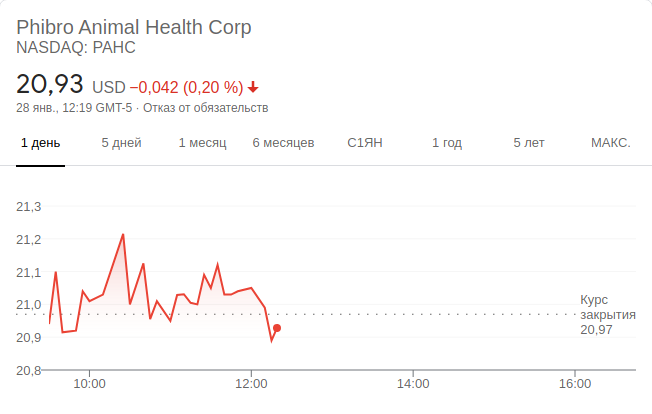 Phibro Animal Health Corp
NASDAQ: PAHC
20,93 USD −0,042 (0,20 %)
28 янв., 12:19 GMT-5 · Отказ от обязательств
1 день 5 дней 1 месяц 6 месяцев С1ЯН 1 год 5 лет МАКС.
21,3
21,2
21,1
21,0
20,9
20,8
Курс
закрытия
20,97
10:00 12:00 14:00 16:00